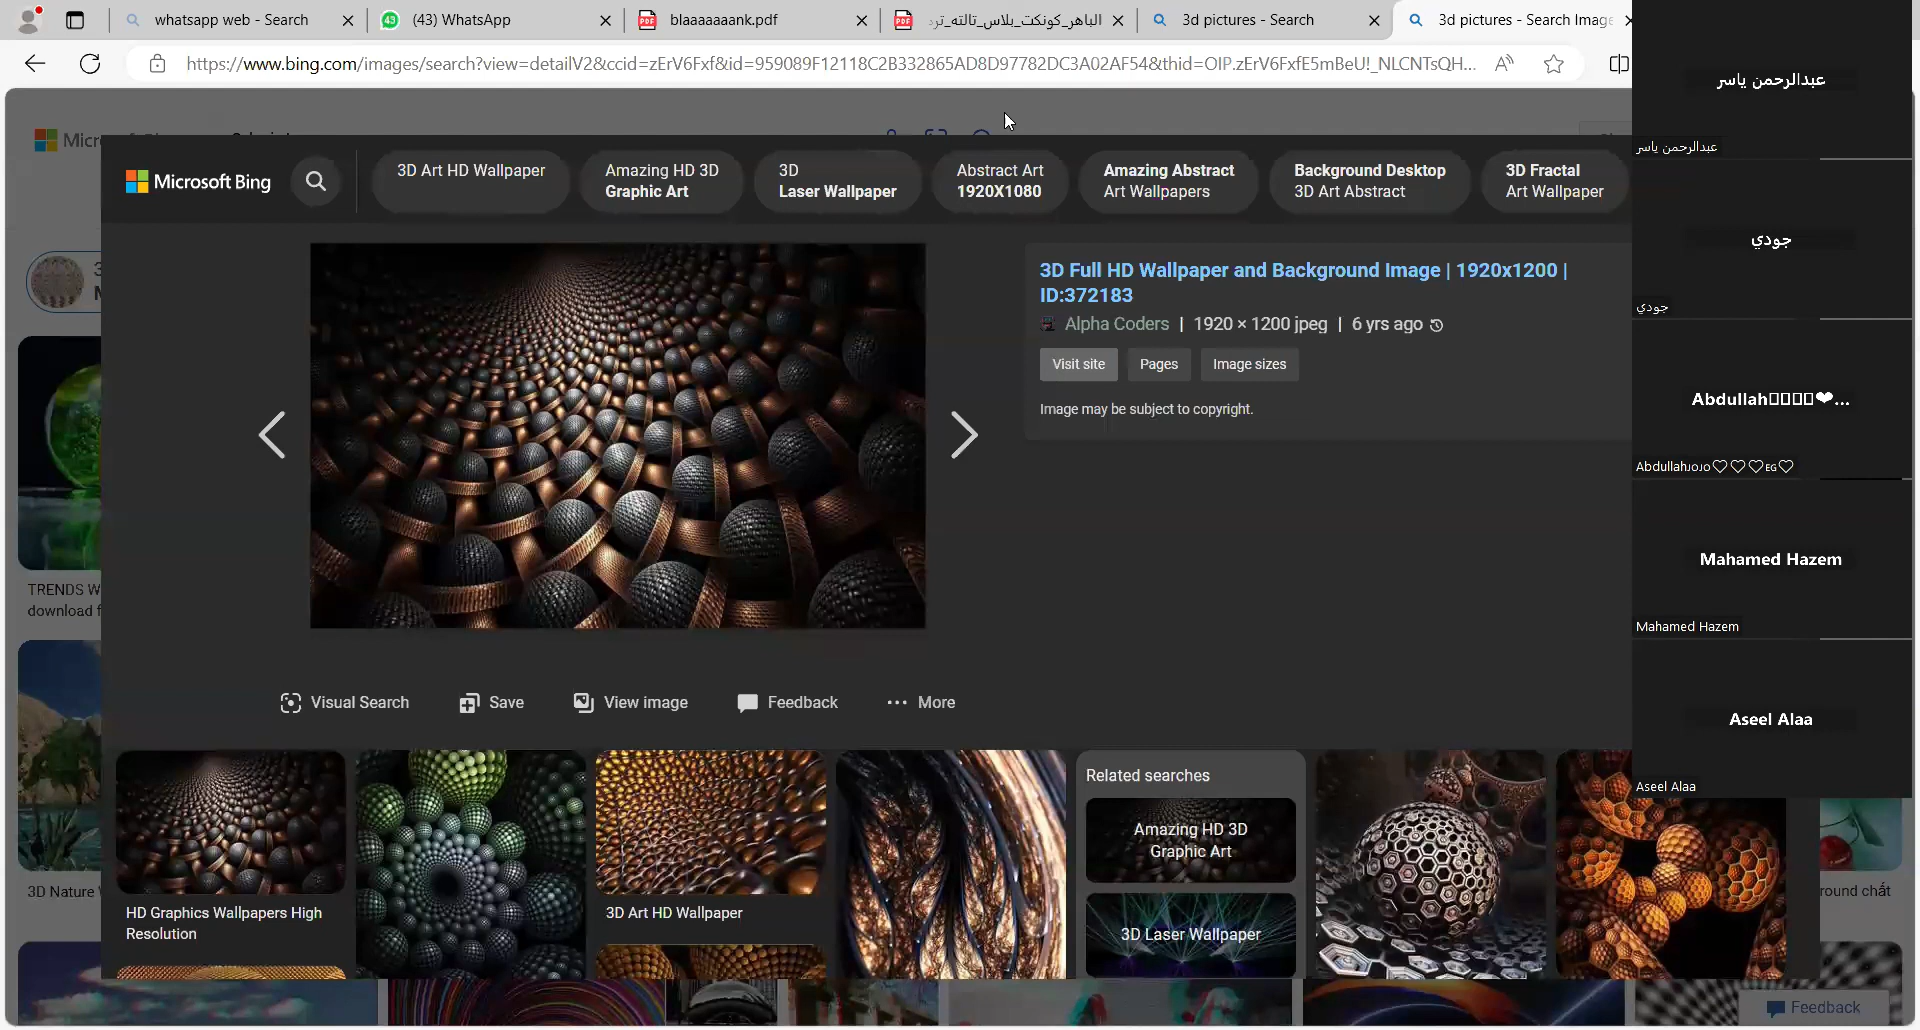 whatsapp web - Search
(43) WhatsApp
blaaaaaaank.pdf
الباهر_كونكت_بلاس_تالته_ترد
3d pictures - Search
3d pictures - Search Image
https://www.bing.com/images/search?view=detailV2&ccid=zErV6Fxf&id=959089F12118C2B332865AD8D97782DC3A02AF54&thid=OIP.zErV6FxfE5mBeU!_NLCNTsQH...
Microsoft Bing
3D Art HD Wallpaper
Amazing HD 3D
Graphic Art
3D
Laser Wallpaper
Abstract Art
1920X1080
Amazing Abstract
Art Wallpapers
Background Desktop
3D Art Abstract
3D Fractal
Art Wallpaper
3D Full HD Wallpaper and Background Image | 1920x1200 |
ID:372183
Alpha Coders | 1920 × 1200 jpeg | 6 yrs ago
Visit site
Pages
Image sizes
Image may be subject to copyright.
Visual Search
Save
View image
Feedback
More
TRENDS W
download f
3D Nature
HD Graphics Wallpapers High
Resolution
3D Art HD Wallpaper
Related searches
Amazing HD 3D
Graphic Art
3D Laser Wallpaper
round chất
Feedback
عبدالرحمن ياسر
عبدالرحمن ياسر
جودي
جودي
Abdullah❤...
Abdullahᴊᴏᴊᴏ♡♡♡ᴇɢ♡
Mahamed Hazem
Mahamed Hazem
Aseel Alaa
Aseel Alaa